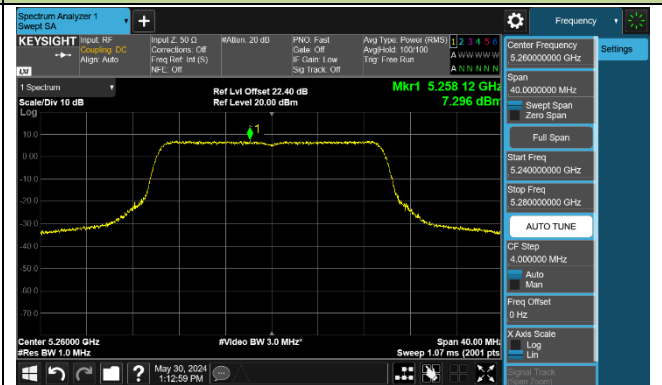 Spectrum Analyzer 1
Swept SA
+
Frequency
KEYSIGHT
Input: RF
Coupling: DC
Align: Auto
Input Z: 50 Ω
Corrections: Off
Freq Ref: Int (S)
NFE: Off
#Atten: 20 dB
PNO: Fast
Gate: Off
IF Gain: Low
Sig Track: Off
Avg Type: Power (RMS)
Avg|Hold: 100/100
Trig: Free Run
1 2 3 4 5 6
A W W W W W
A N N N N N
LXI
1 Spectrum
Scale/Div 10 dB
Log
Ref Lvl Offset 22.40 dB
Ref Level 20.00 dBm
Mkr1 5.258 12 GHz
7.296 dBm
1
10.0
0.00
-10.0
-20.0
-30.0
-40.0
-50.0
-60.0
-70.0
Center 5.26000 GHz
#Res BW 1.0 MHz
#Video BW 3.0 MHz*
Span 40.00 MHz
Sweep 1.07 ms (2001 pts)
May 30, 2024
1:12:59 PM
Center Frequency
5.260000000 GHz
Settings
Span
40.0000000 MHz
Swept Span
Zero Span
Full Span
Start Freq
5.240000000 GHz
Stop Freq
5.280000000 GHz
AUTO TUNE
CF Step
4.000000 MHz
Auto
Man
Freq Offset
0 Hz
X Axis Scale
Log
Lin
Signal Track
(Span Zoom)